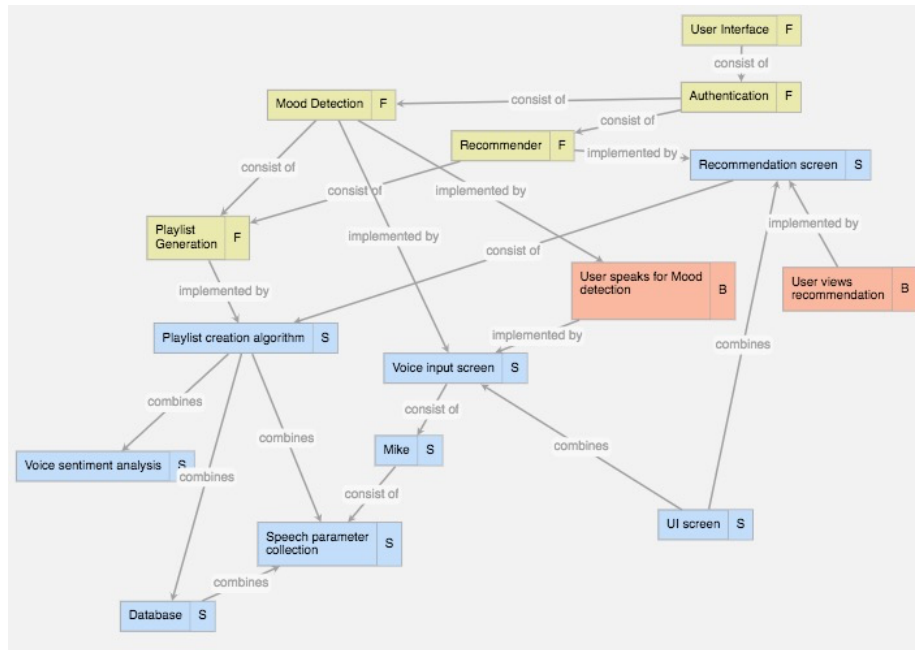 User Interface F
consist of
Authentication F
Mood Detection F
consist of
consist of
Recommender F
implemented by
Recommendation screen S
consist of
consist of
implemented by
Playlist
Generation F
implemented by
consist of
implemented by
User speaks for Mood
detection B
User views
recommendation B
implemented by
Playlist creation algorithm S
implemented by
combines
Voice input screen S
combines
consist of
combines
Mike S
combines
Voice sentiment analysis S
combines
consist of
UI screen S
Speech parameter
collection S
combines
Database S